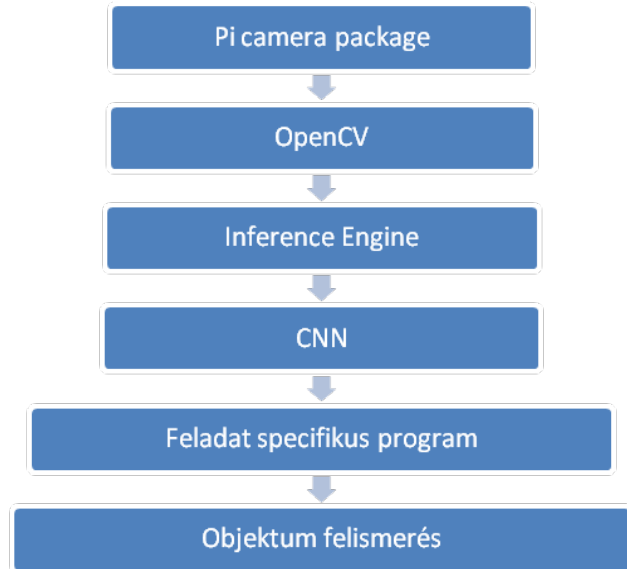 Pi camera package
OpenCV
Inference Engine
CNN
Feladat specifikus program
Objektum felismerés